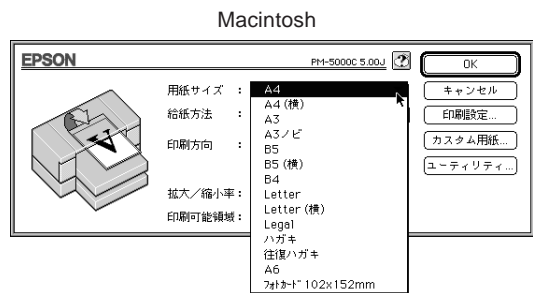 Macintosh
EPSON
PM-5000C 5.00J
用紙サイズ :
給紙方法 :
印刷方向 :
拡大／縮小率 :
印刷可能領域 :
A4
A4 (横)
A3
A3ノビ
B5
B5 (横)
B4
Letter
Letter (横)
Legal
ハガキ
往復ハガキ
A6
ﾌｫﾄｶｰﾄﾞ 102x152mm
OK
キャンセル
印刷設定...
カスタム用紙...
ユーティリティ...